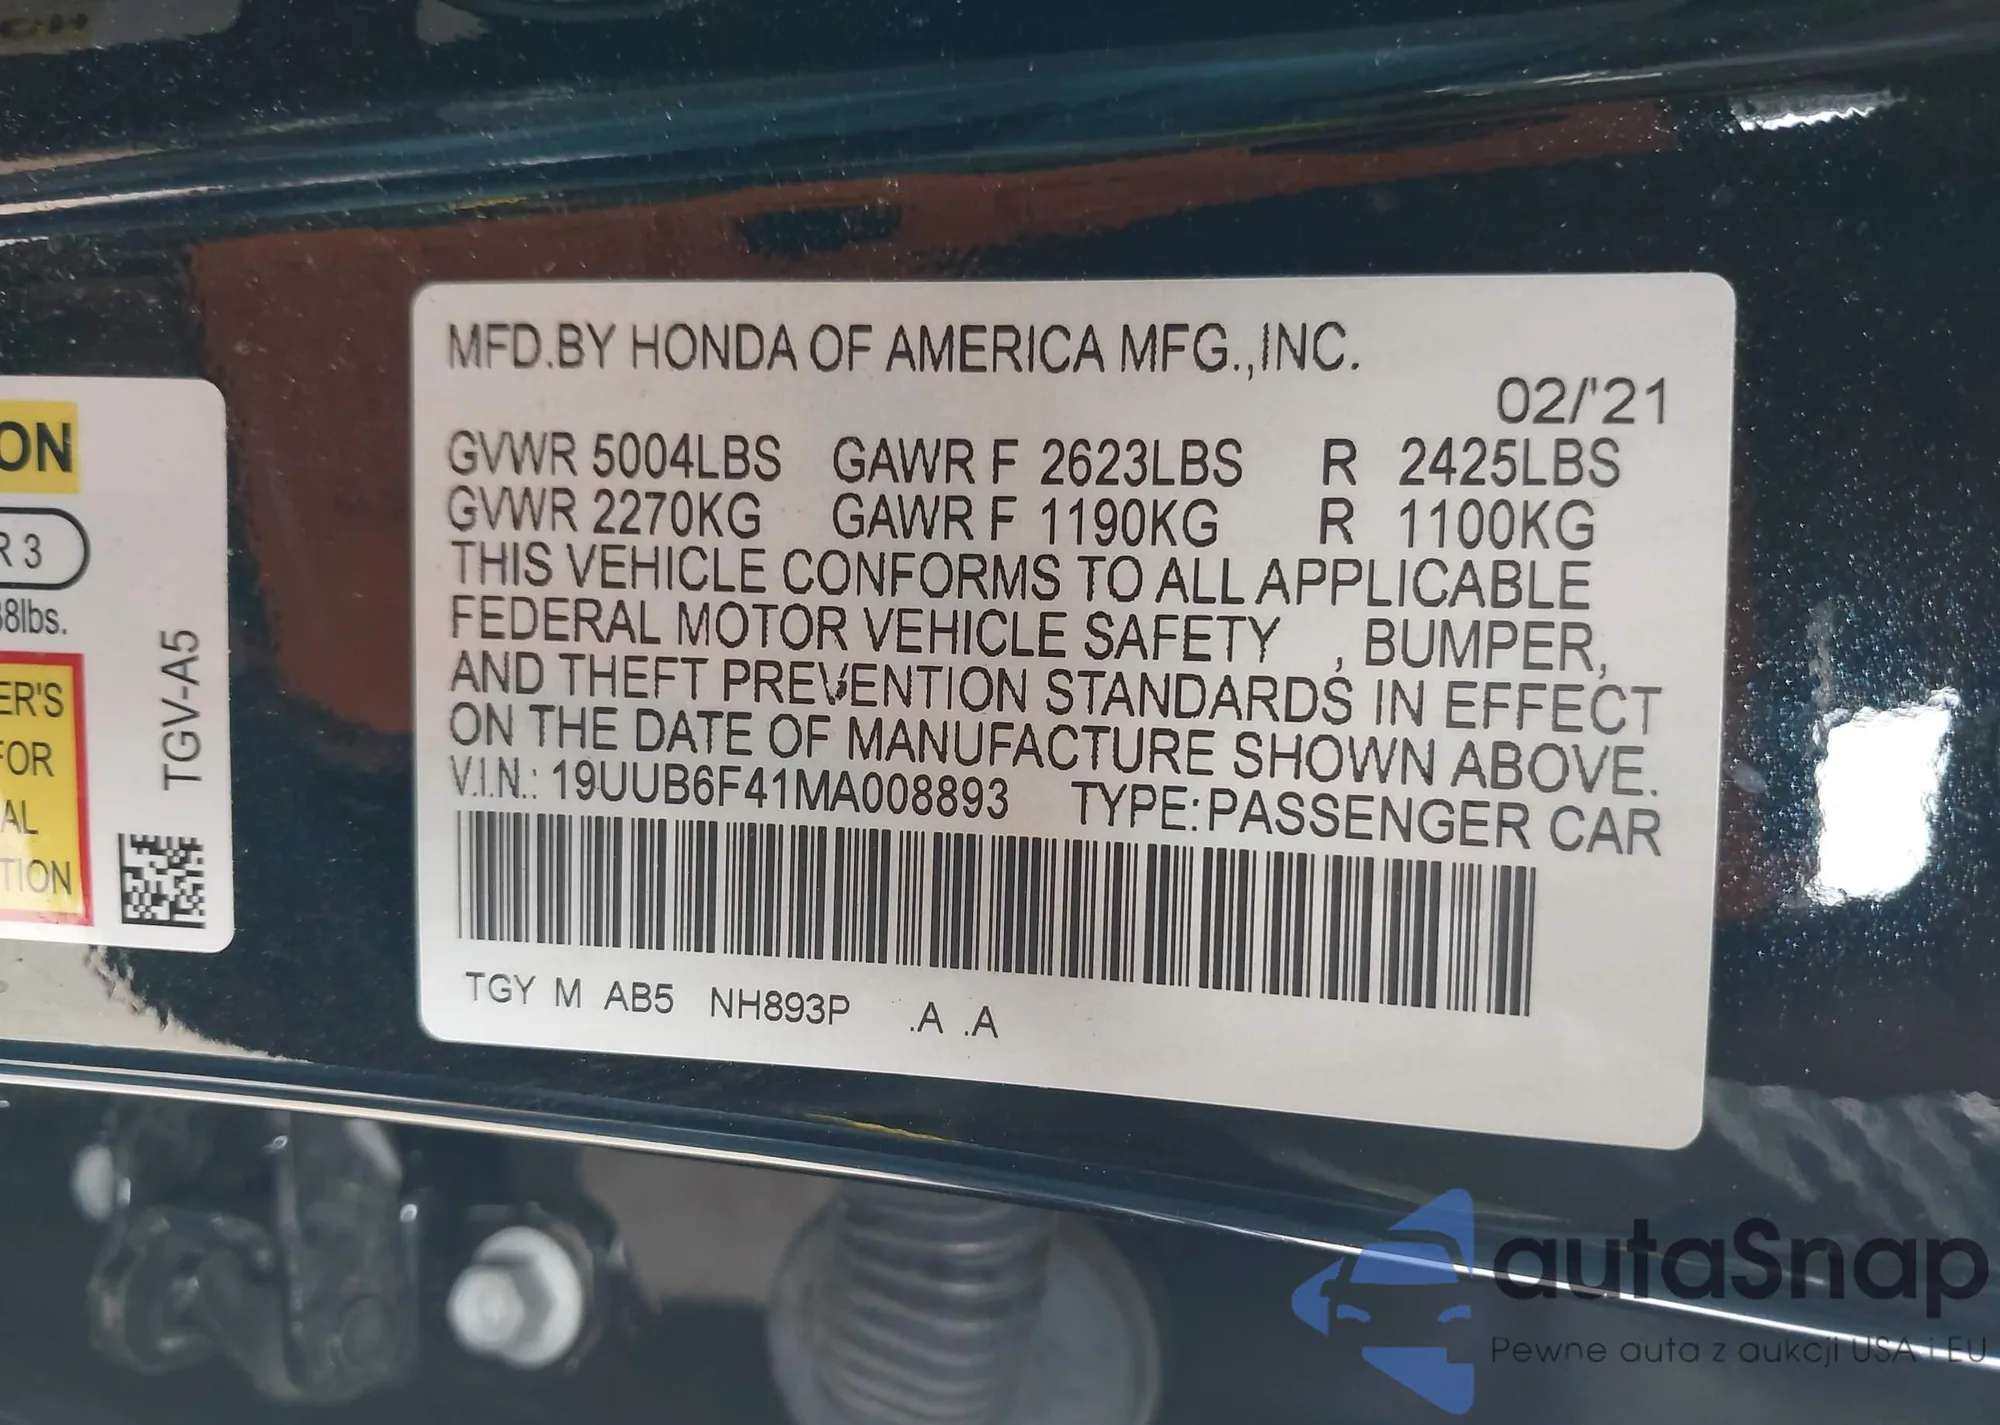 MFD.BY HONDA OF AMERICA MFG.,INC.
02/'21
GVWR 5004LBS GAWR F 2623LBS R 2425LBS
GVWR 2270KG GAWR F 1190KG R 1100KG
THIS VEHICLE CONFORMS TO ALL APPLICABLE
FEDERAL MOTOR VEHICLE SAFETY , BUMPER,
AND THEFT PREVENTION STANDARDS IN EFFECT
ON THE DATE OF MANUFACTURE SHOWN ABOVE.
V.I.N.: 19UUB6F41MA008893 TYPE:PASSENGER CAR
TGY M AB5 NH893P .A .A
ON
R 3
8lbs.
ER'S
FOR
AL
TION
TGV-A5
autaSnap
Pewne auta z aukcji USA i EU